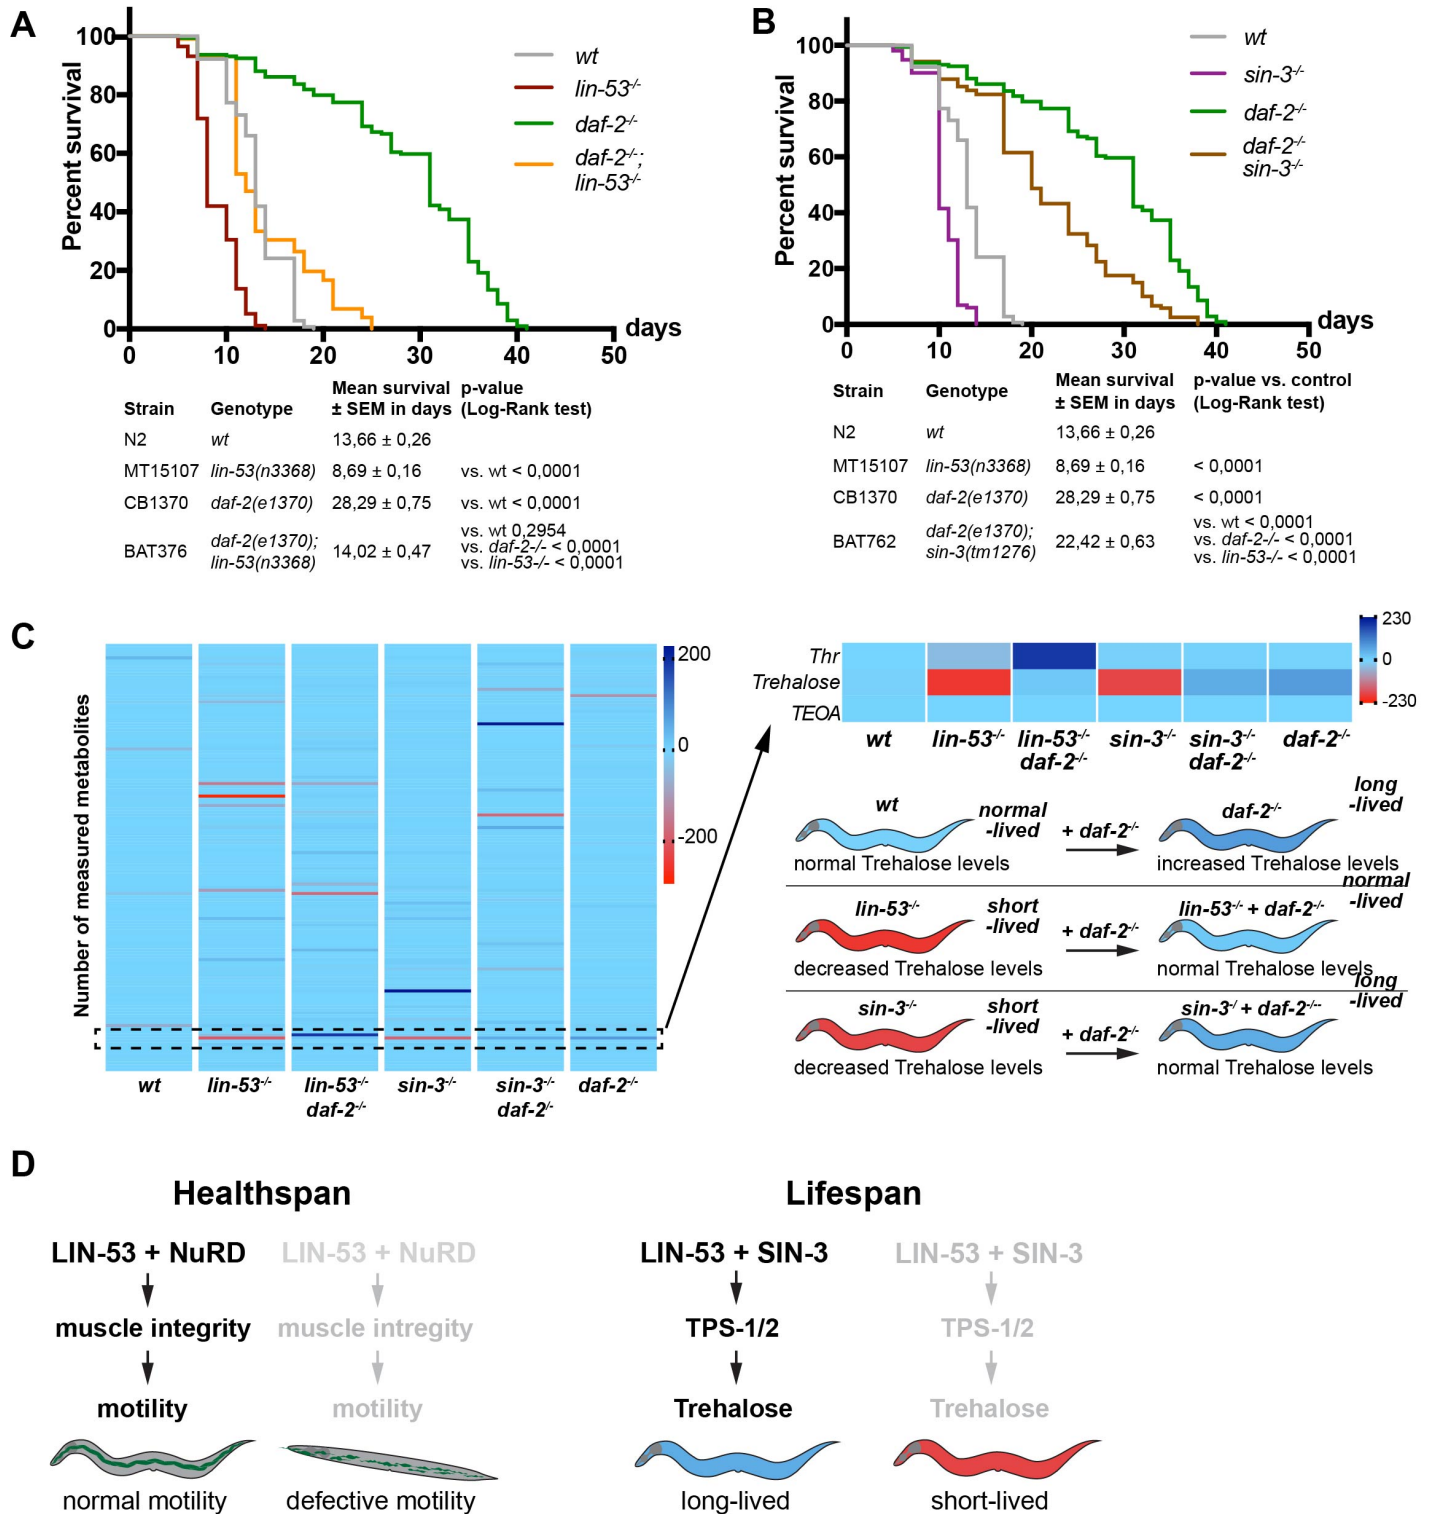 A
100
80
60
40
20
0
Percent survival
0 10 20 30 40 50
days
wt
lin-53-/-
daf-2-/-
daf-2-/-;
lin-53-/-
Strain Genotype Mean survival ± SEM in days p-value (Log-Rank test)
N2 wt 13,66 ± 0,26
MT15107 lin-53(n3368) 8,69 ± 0,16 vs. wt < 0,0001
CB1370 daf-2(e1370) 28,29 ± 0,75 vs. wt < 0,0001
BAT376 daf-2(e1370); lin-53(n3368) 14,02 ± 0,47 vs. wt 0,2954
vs. daf-2-/- < 0,0001
vs. lin-53-/- < 0,0001
B
100
80
60
40
20
0
Percent survival
0 10 20 30 40 50
days
wt
sin-3-/-
daf-2-/-
daf-2-/-
sin-3-/-
Strain Genotype Mean survival ± SEM in days p-value vs. control (Log-Rank test)
N2 wt 13,66 ± 0,26
MT15107 lin-53(n3368) 8,69 ± 0,16 < 0,0001
CB1370 daf-2(e1370) 28,29 ± 0,75 < 0,0001
BAT762 daf-2(e1370); sin-3(tm1276) 22,42 ± 0,63 vs. wt < 0,0001
vs. daf-2-/- < 0,0001
vs. lin-53-/- < 0,0001
C
Number of measured metabolites
200
0
-200
wt lin-53-/- lin-53-/- daf-2-/- sin-3-/- sin-3-/- daf-2/- daf-2-/-
Thr
Trehalose
TEOA
230
0
-230
wt lin-53-/- lin-53-/- daf-2-/- sin-3-/- sin-3-/- daf-2-/- daf-2-/-
wt
normal
-lived
+ daf-2-/-
daf-2-/-
long
-lived
normal Trehalose levels
increased Trehalose levels
lin-53-/-
short
-lived
+ daf-2-/-
lin-53-/- + daf-2-/-
normal
-lived
decreased Trehalose levels
normal Trehalose levels
sin-3-/-
short
-lived
+ daf-2-/-
sin-3-/ + daf-2-/--
long
-lived
decreased Trehalose levels
normal Trehalose levels
D
Healthspan
LIN-53 + NuRD
muscle integrity
motility
normal motility
LIN-53 + NuRD
muscle intregity
motility
defective motility
Lifespan
LIN-53 + SIN-3
TPS-1/2
Trehalose
long-lived
LIN-53 + SIN-3
TPS-1/2
Trehalose
short-lived